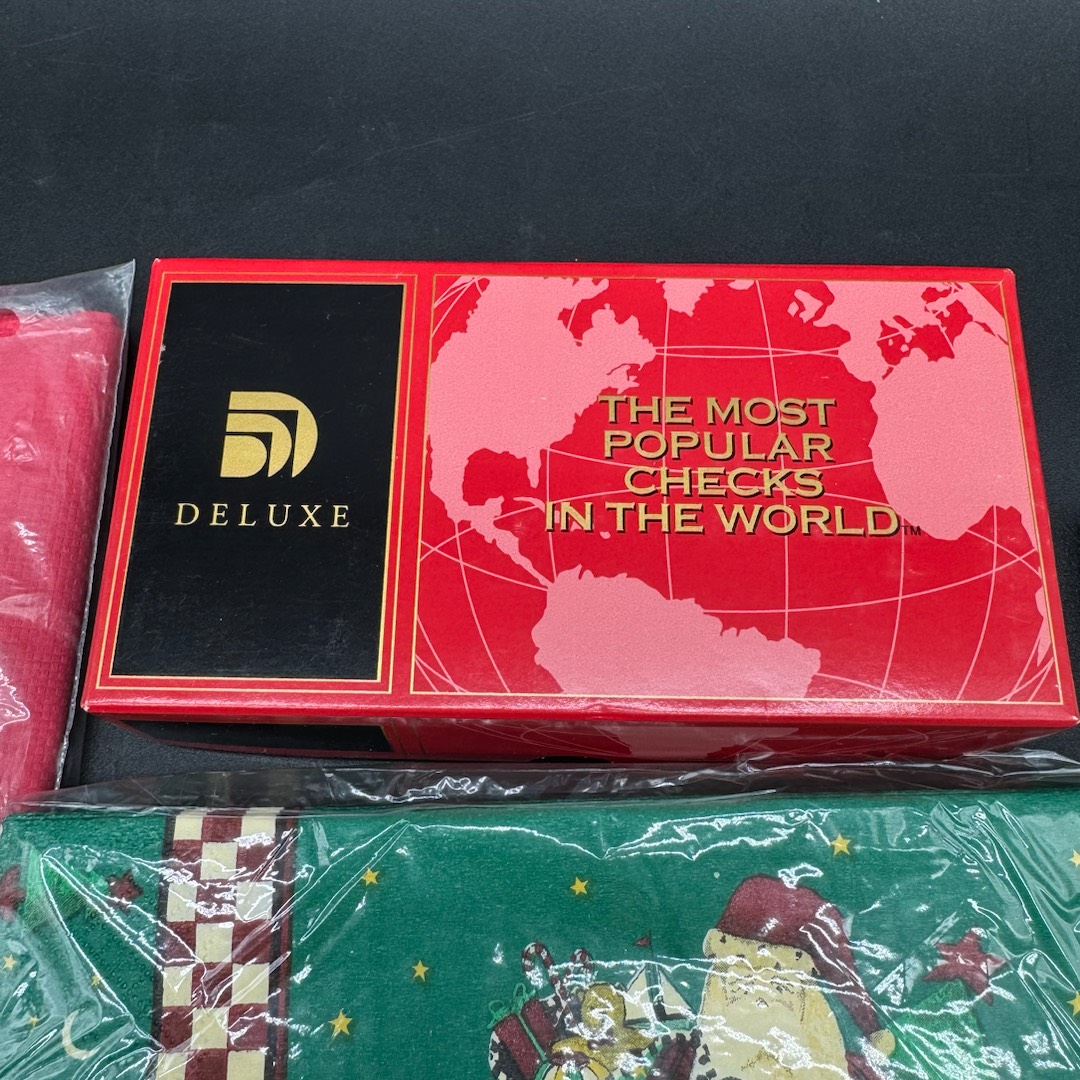 DELUXE
THE MOST
POPULAR
CHECKS
IN THE WORLD™